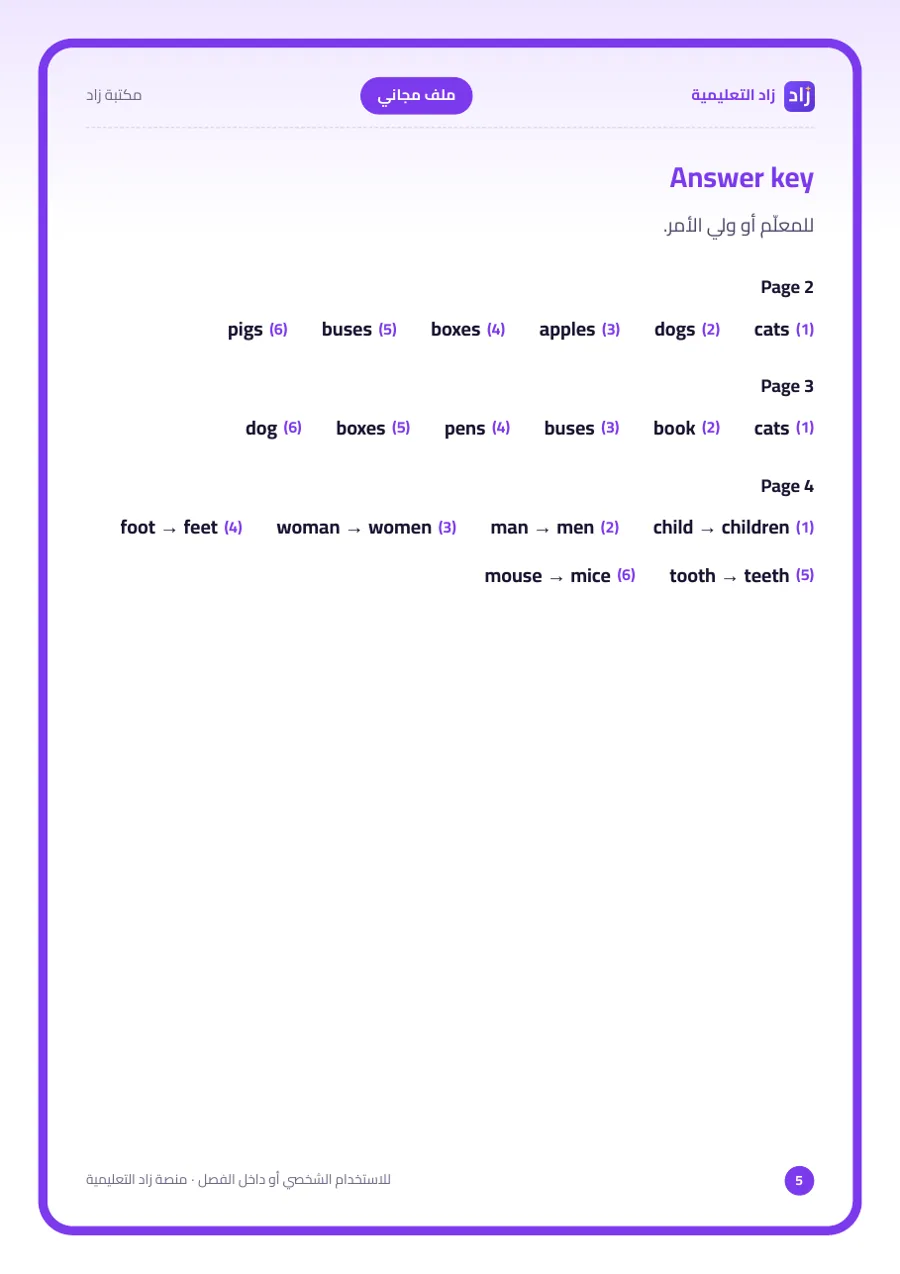 زاد زاد التعليمية
ملف مجاني
مكتبة زاد
Answer key
للمعلّم أو ولي الأمر.
Page 2
(1) cats (2) dogs (3) apples (4) boxes (5) buses (6) pigs
Page 3
(1) cats (2) book (3) buses (4) pens (5) boxes (6) dog
Page 4
(1) child → children (2) man → men (3) woman → women (4) foot → feet
(5) tooth → teeth (6) mouse → mice
5
للاستخدام الشخصي أو داخل الفصل · منصة زاد التعليمية